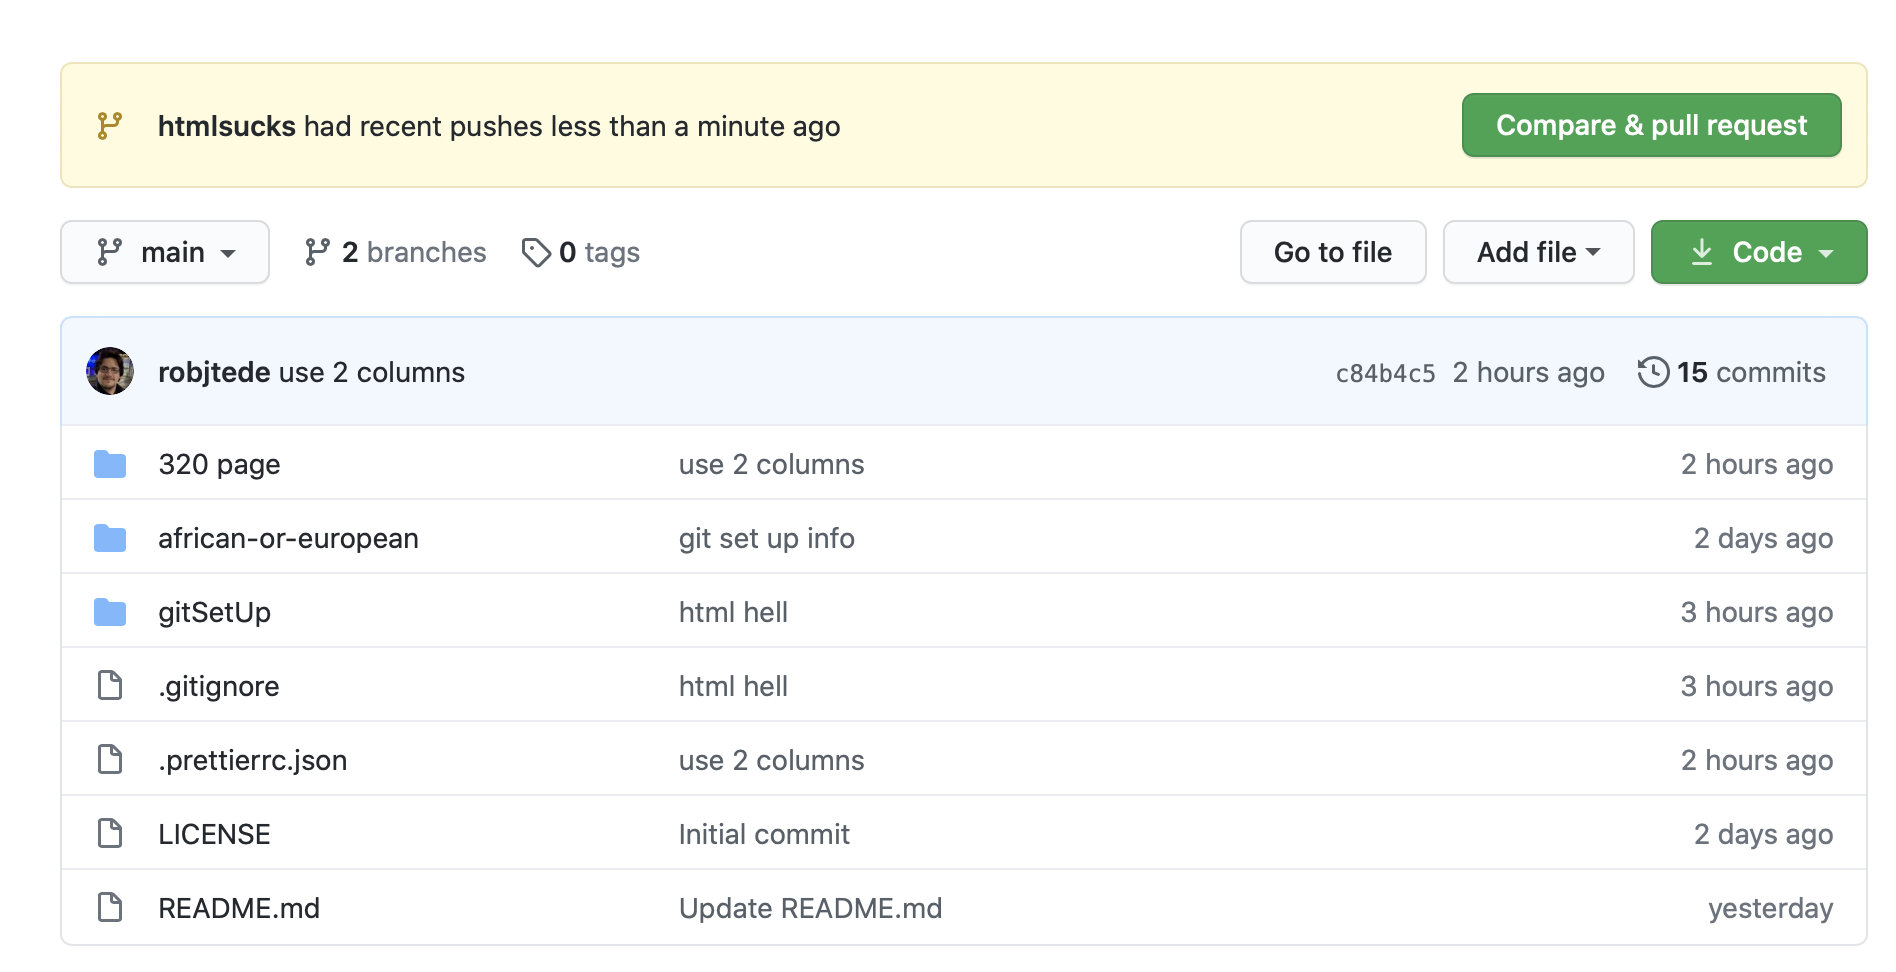 htmlsucks had recent pushes less than a minute ago Compare & pull request
main 2 branches 0 tags Go to file Add file Code
robjtede use 2 columns c84b4c5 2 hours ago 15 commits
320 page use 2 columns 2 hours ago
african-or-european git set up info 2 days ago
gitSetUp html hell 3 hours ago
.gitignore html hell 3 hours ago
.prettierrc.json use 2 columns 2 hours ago
LICENSE Initial commit 2 days ago
README.md Update README.md yesterday